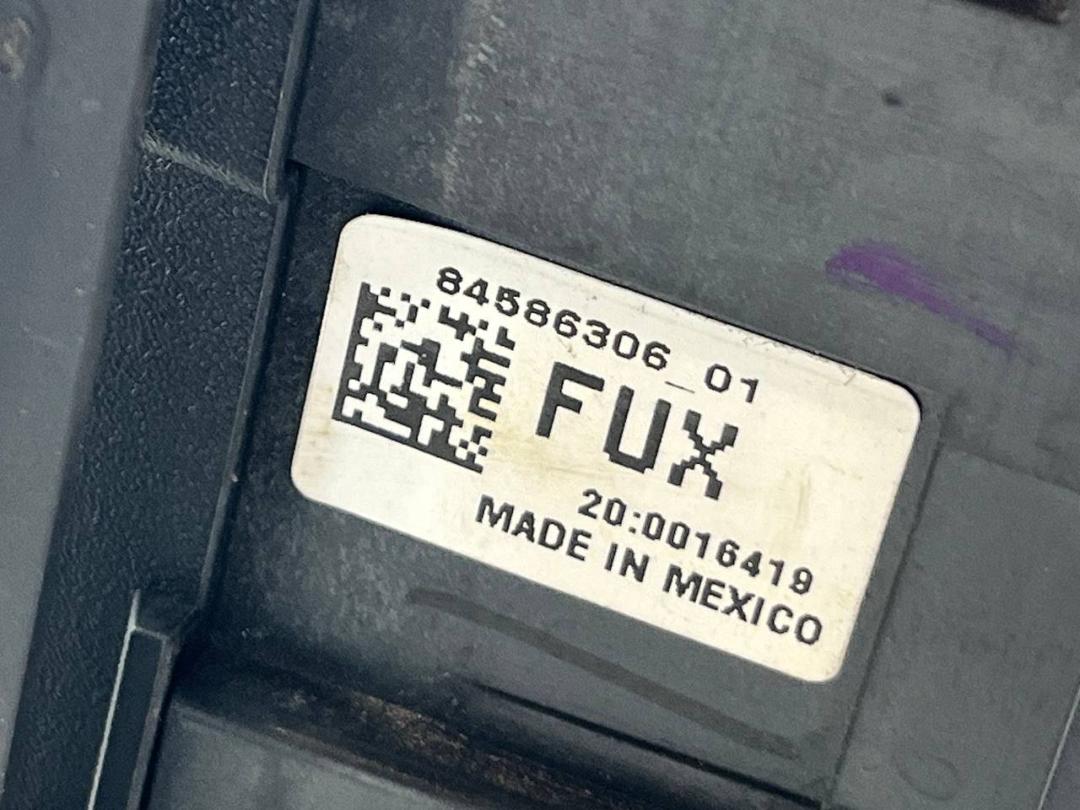 84586306_01
FUX
20:0016419
MADE IN MEXICO